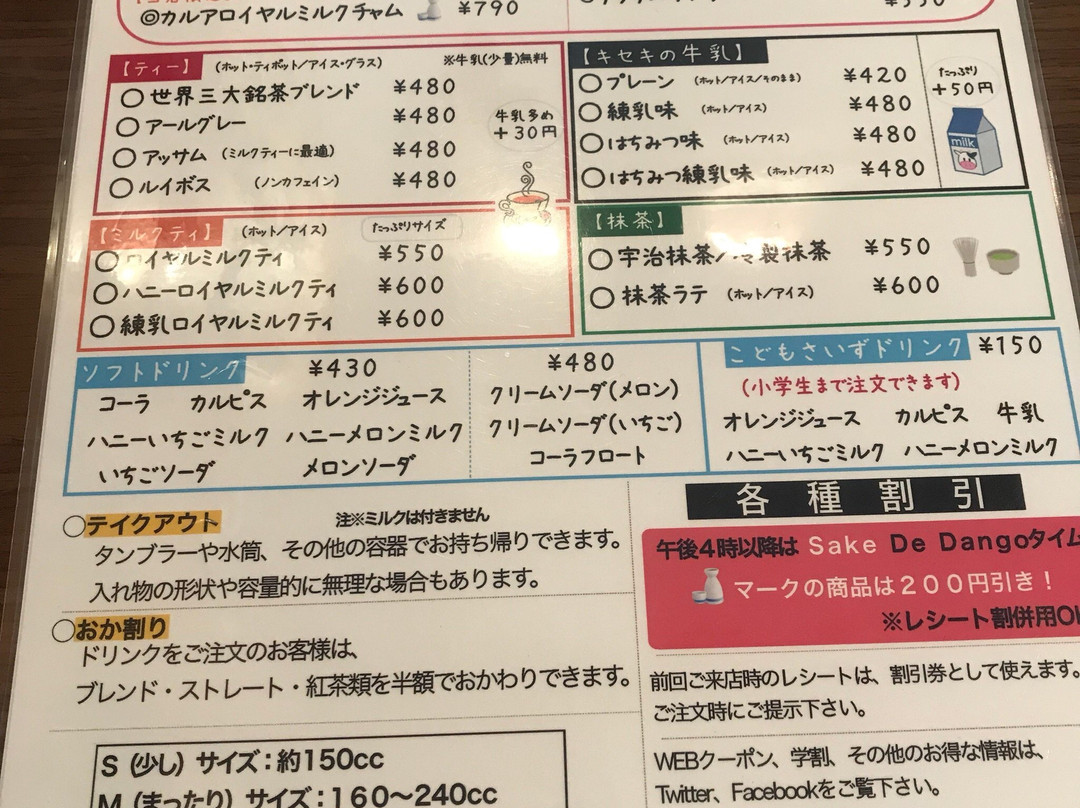 ◎カルアロイヤルミルクチャム ¥790
【ティー】 (ホット・ティポット/アイス・グラス) ※牛乳(少量)無料
○世界三大銘茶ブレンド ¥480
○アールグレー ¥480
○アッサム (ミルクティーに最適) ¥480
○ルイボス (ノンカフェイン) ¥480
牛乳多め
+30円
【キセキの牛乳】
○プレーン (ホット/アイス/そのまま) ¥420
○練乳味 (ホット/アイス) ¥480
○はちみつ味 (ホット/アイス) ¥480
○はちみつ練乳味 (ホット/アイス) ¥480
たっぷり
+50円
milk
【ミルクティ】 (ホット/アイス) たっぷりサイズ
○ロイヤルミルクティ ¥550
○ハニーロイヤルミルクティ ¥600
○練乳ロイヤルミルクティ ¥600
【抹茶】
○宇治抹茶/冷製抹茶 ¥550
○抹茶ラテ (ホット/アイス) ¥600
ソフトドリンク ¥430
コーラ カルピス オレンジジュース
ハニーいちごミルク ハニーメロンミルク
いちごソーダ メロンソーダ
¥480
クリームソーダ(メロン)
クリームソーダ(いちご)
コーラフロート
こどもさいずドリンク ¥150
(小学生まで注文できます)
オレンジジュース カルピス 牛乳
ハニーいちごミルク ハニーメロンミルク
○テイクアウト 注※ミルクは付きません
タンブラーや水筒、その他の容器でお持ち帰りできます。
入れ物の形状や容量的に無理な場合もあります。
○おか割り
ドリンクをご注文のお客様は、
ブレンド・ストレート・紅茶類を半額でおかわりできます。
S (少し) サイズ:約150cc
M (まったり) サイズ:160〜240cc
各種割引
午後4時以降は Sake De Dangoタイム
マークの商品は200円引き!
※レシート割併用OK
前回ご来店時のレシートは、割引券として使えます。
ご注文時にご提示下さい。
WEBクーポン、学割、その他のお得な情報は、
Twitter、Facebookをご覧下さい。